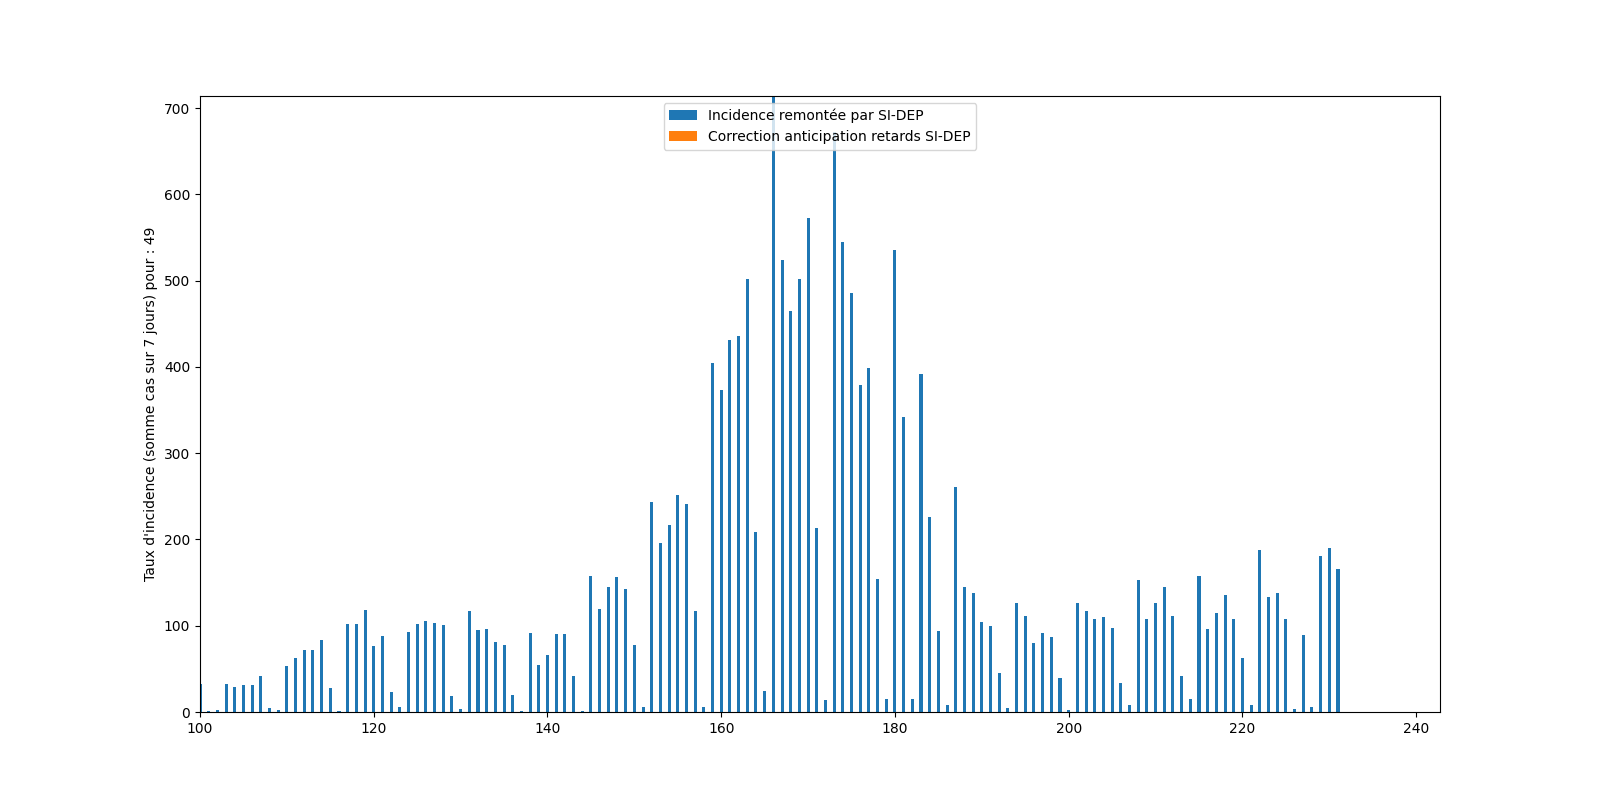 700
600
500
400
300
200
100
0
Taux d'incidence (somme cas sur 7 jours) pour : 49
Incidence remontée par SI-DEP
Correction anticipation retards SI-DEP
100 120 140 160 180 200 220 240